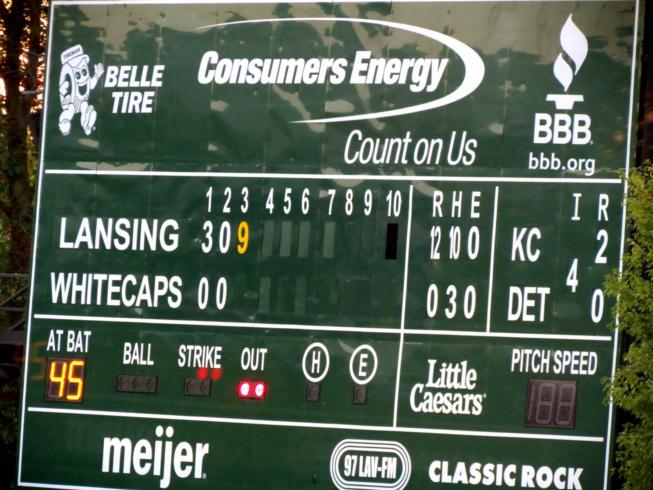 BELLE
TIRE
Consumers Energy
Count on Us
BBB
bbb.org
1 2 3 4 5 6 7 8 9 10 R H E I R
LANSING 3 0 9 12 10 0 KC 2
4
WHITECAPS 0 0 0 3 0 DET 0
AT BAT BALL STRIKE OUT H E PITCH SPEED
45
Little
Caesars
meijer
97 LAV-FM
CLASSIC ROCK